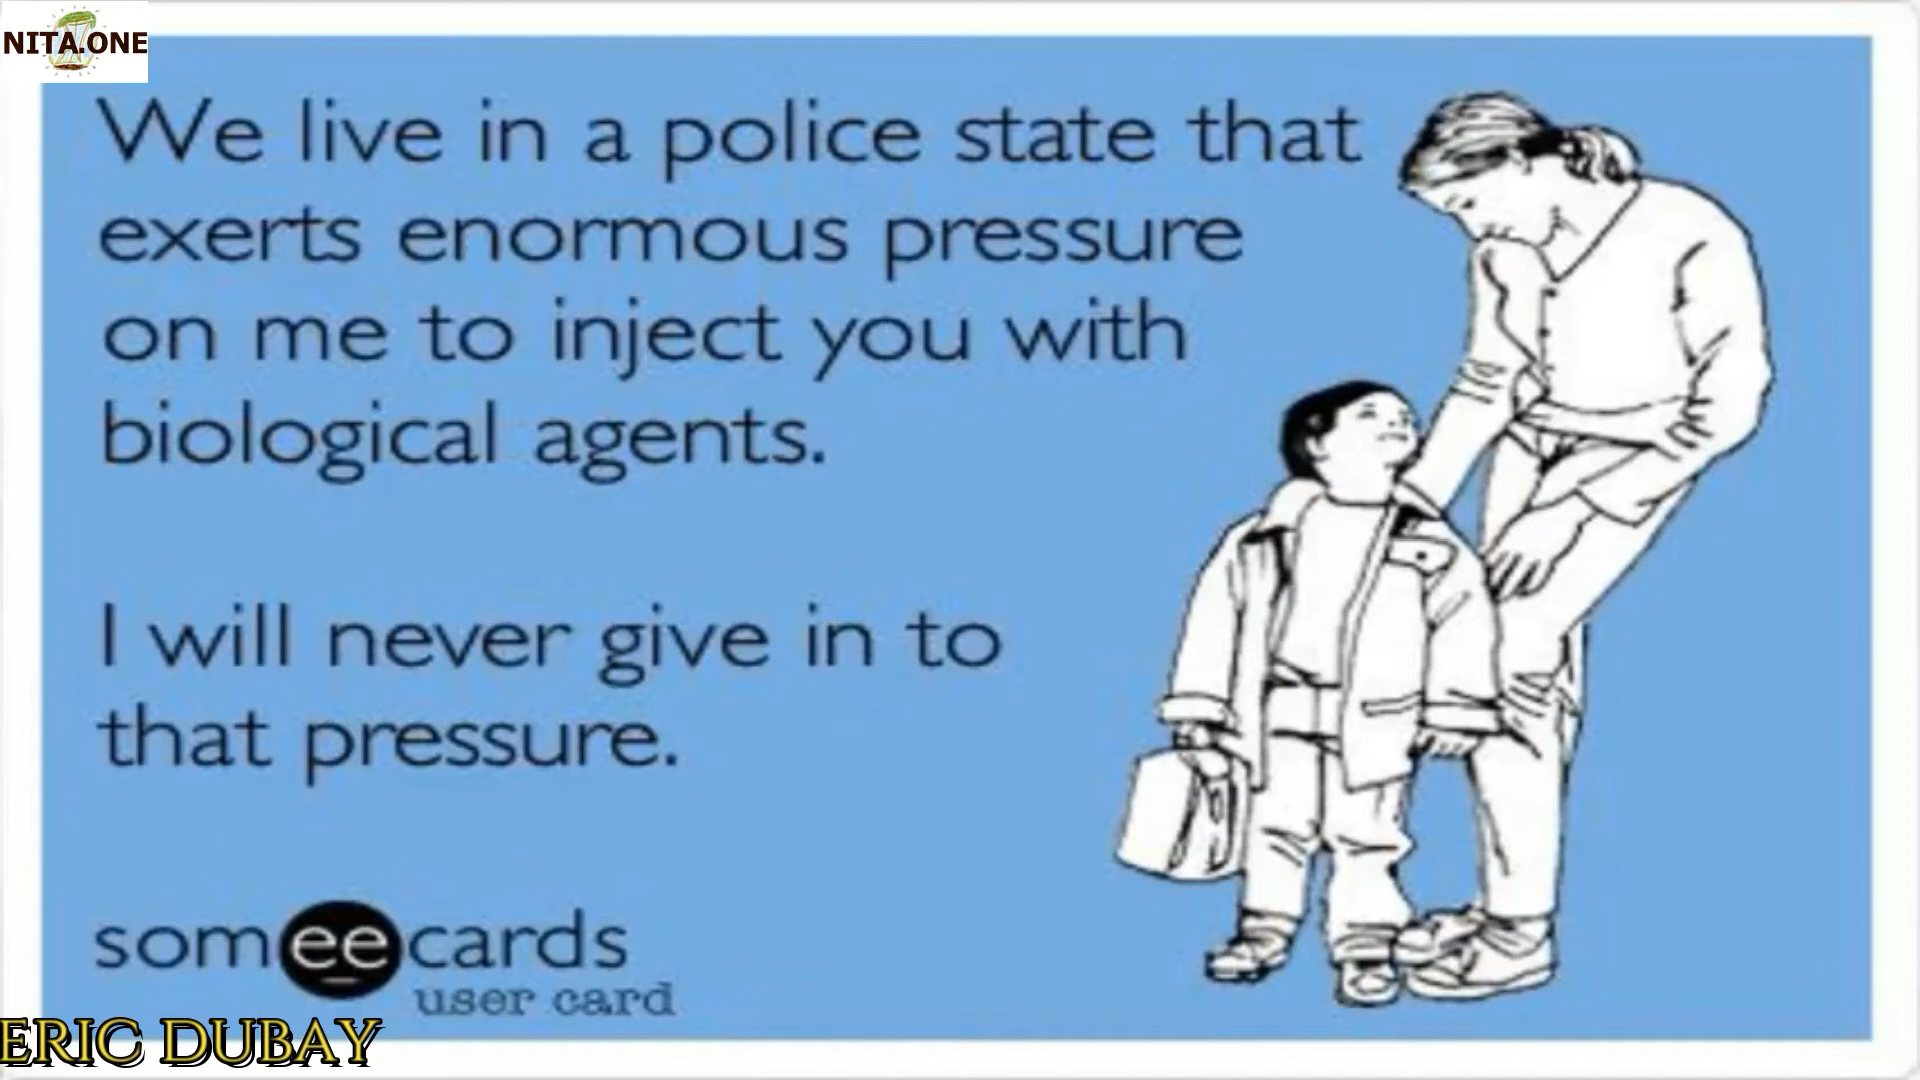 NITA.ONE
We live in a police state that
exerts enormous pressure
on me to inject you with
biological agents.
I will never give in to
that pressure.
someecards
user card
ERIC DUBAY